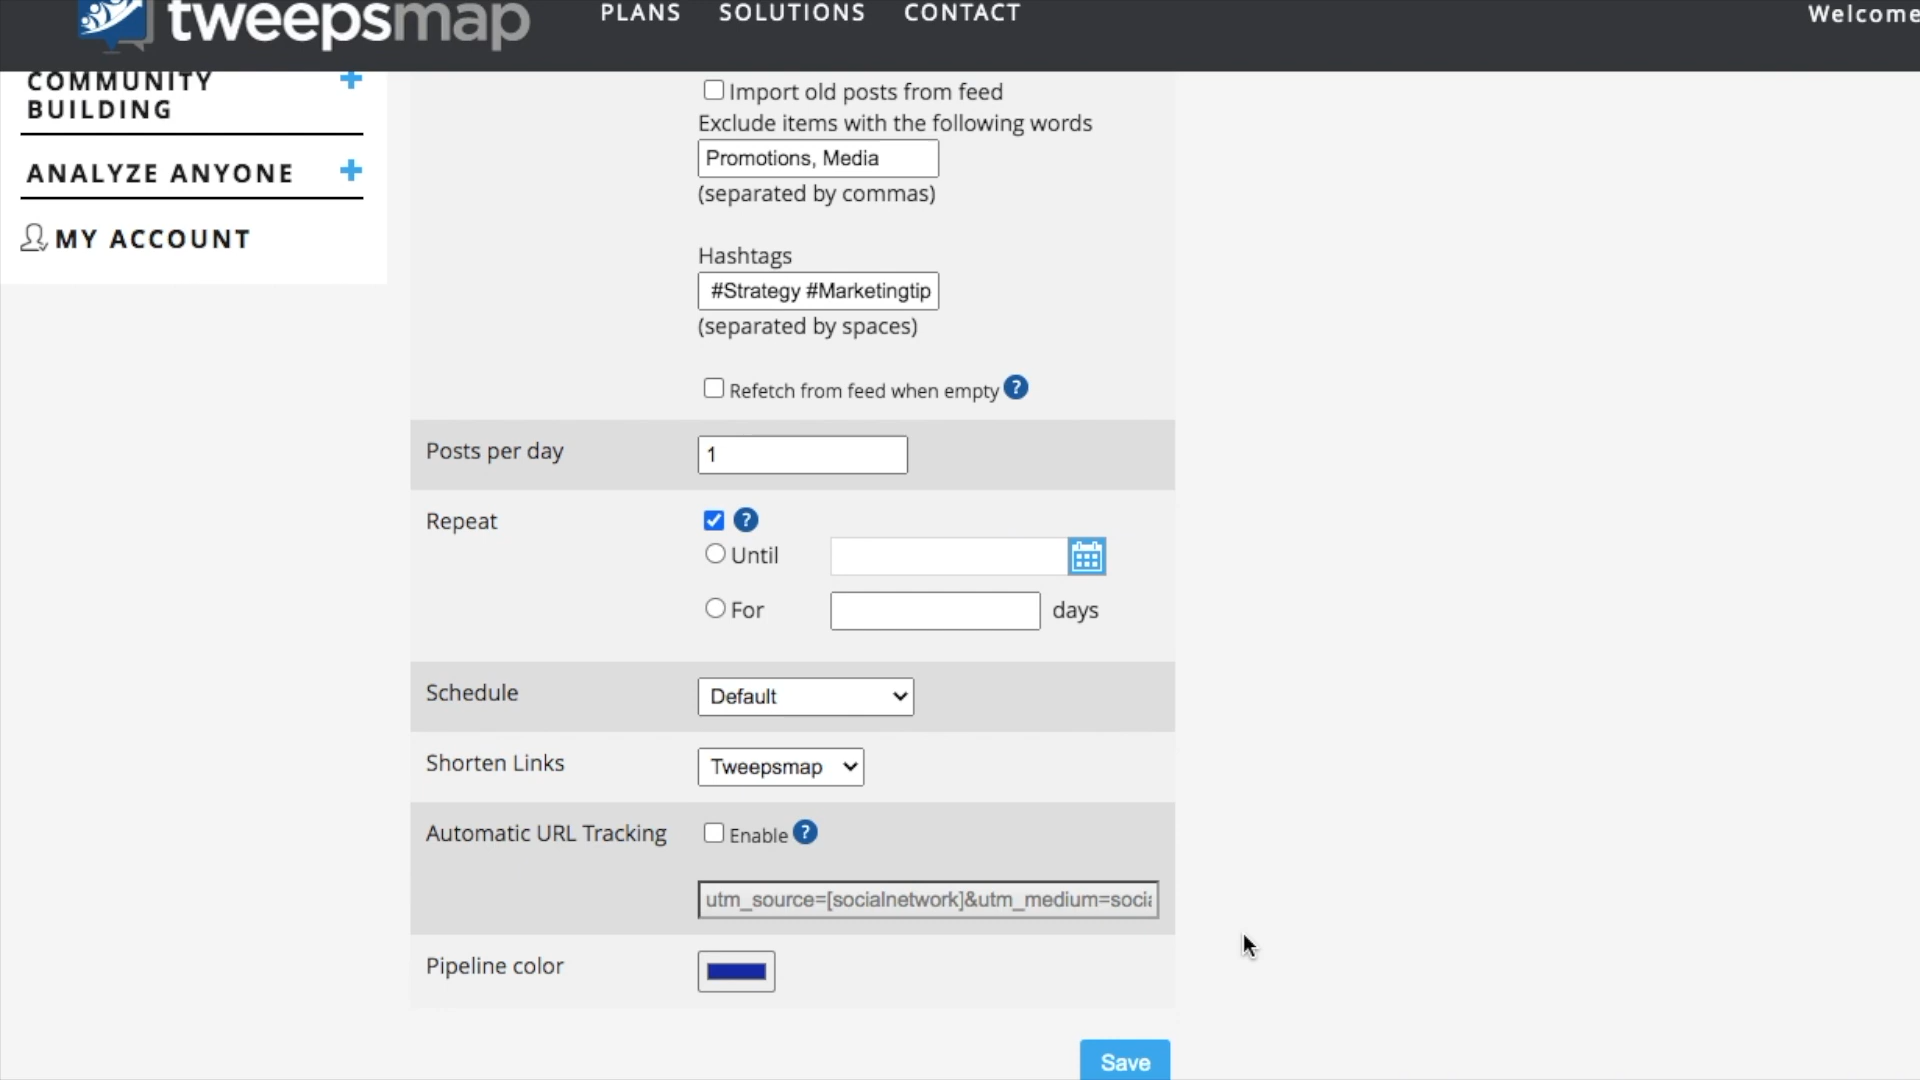 tweepsmap
PLANS SOLUTIONS CONTACT
Welcome
COMMUNITY
BUILDING
ANALYZE ANYONE
MY ACCOUNT
Import old posts from feed
Exclude items with the following words
Promotions, Media
(separated by commas)
Hashtags
#Strategy #Marketingtip
(separated by spaces)
Refetch from feed when empty ?
Posts per day 1
Repeat ?
Until
For days
Schedule Default
Shorten Links Tweepsmap
Automatic URL Tracking Enable ?
utm_source=[socialnetwork]&utm_medium=socia
Pipeline color
Save